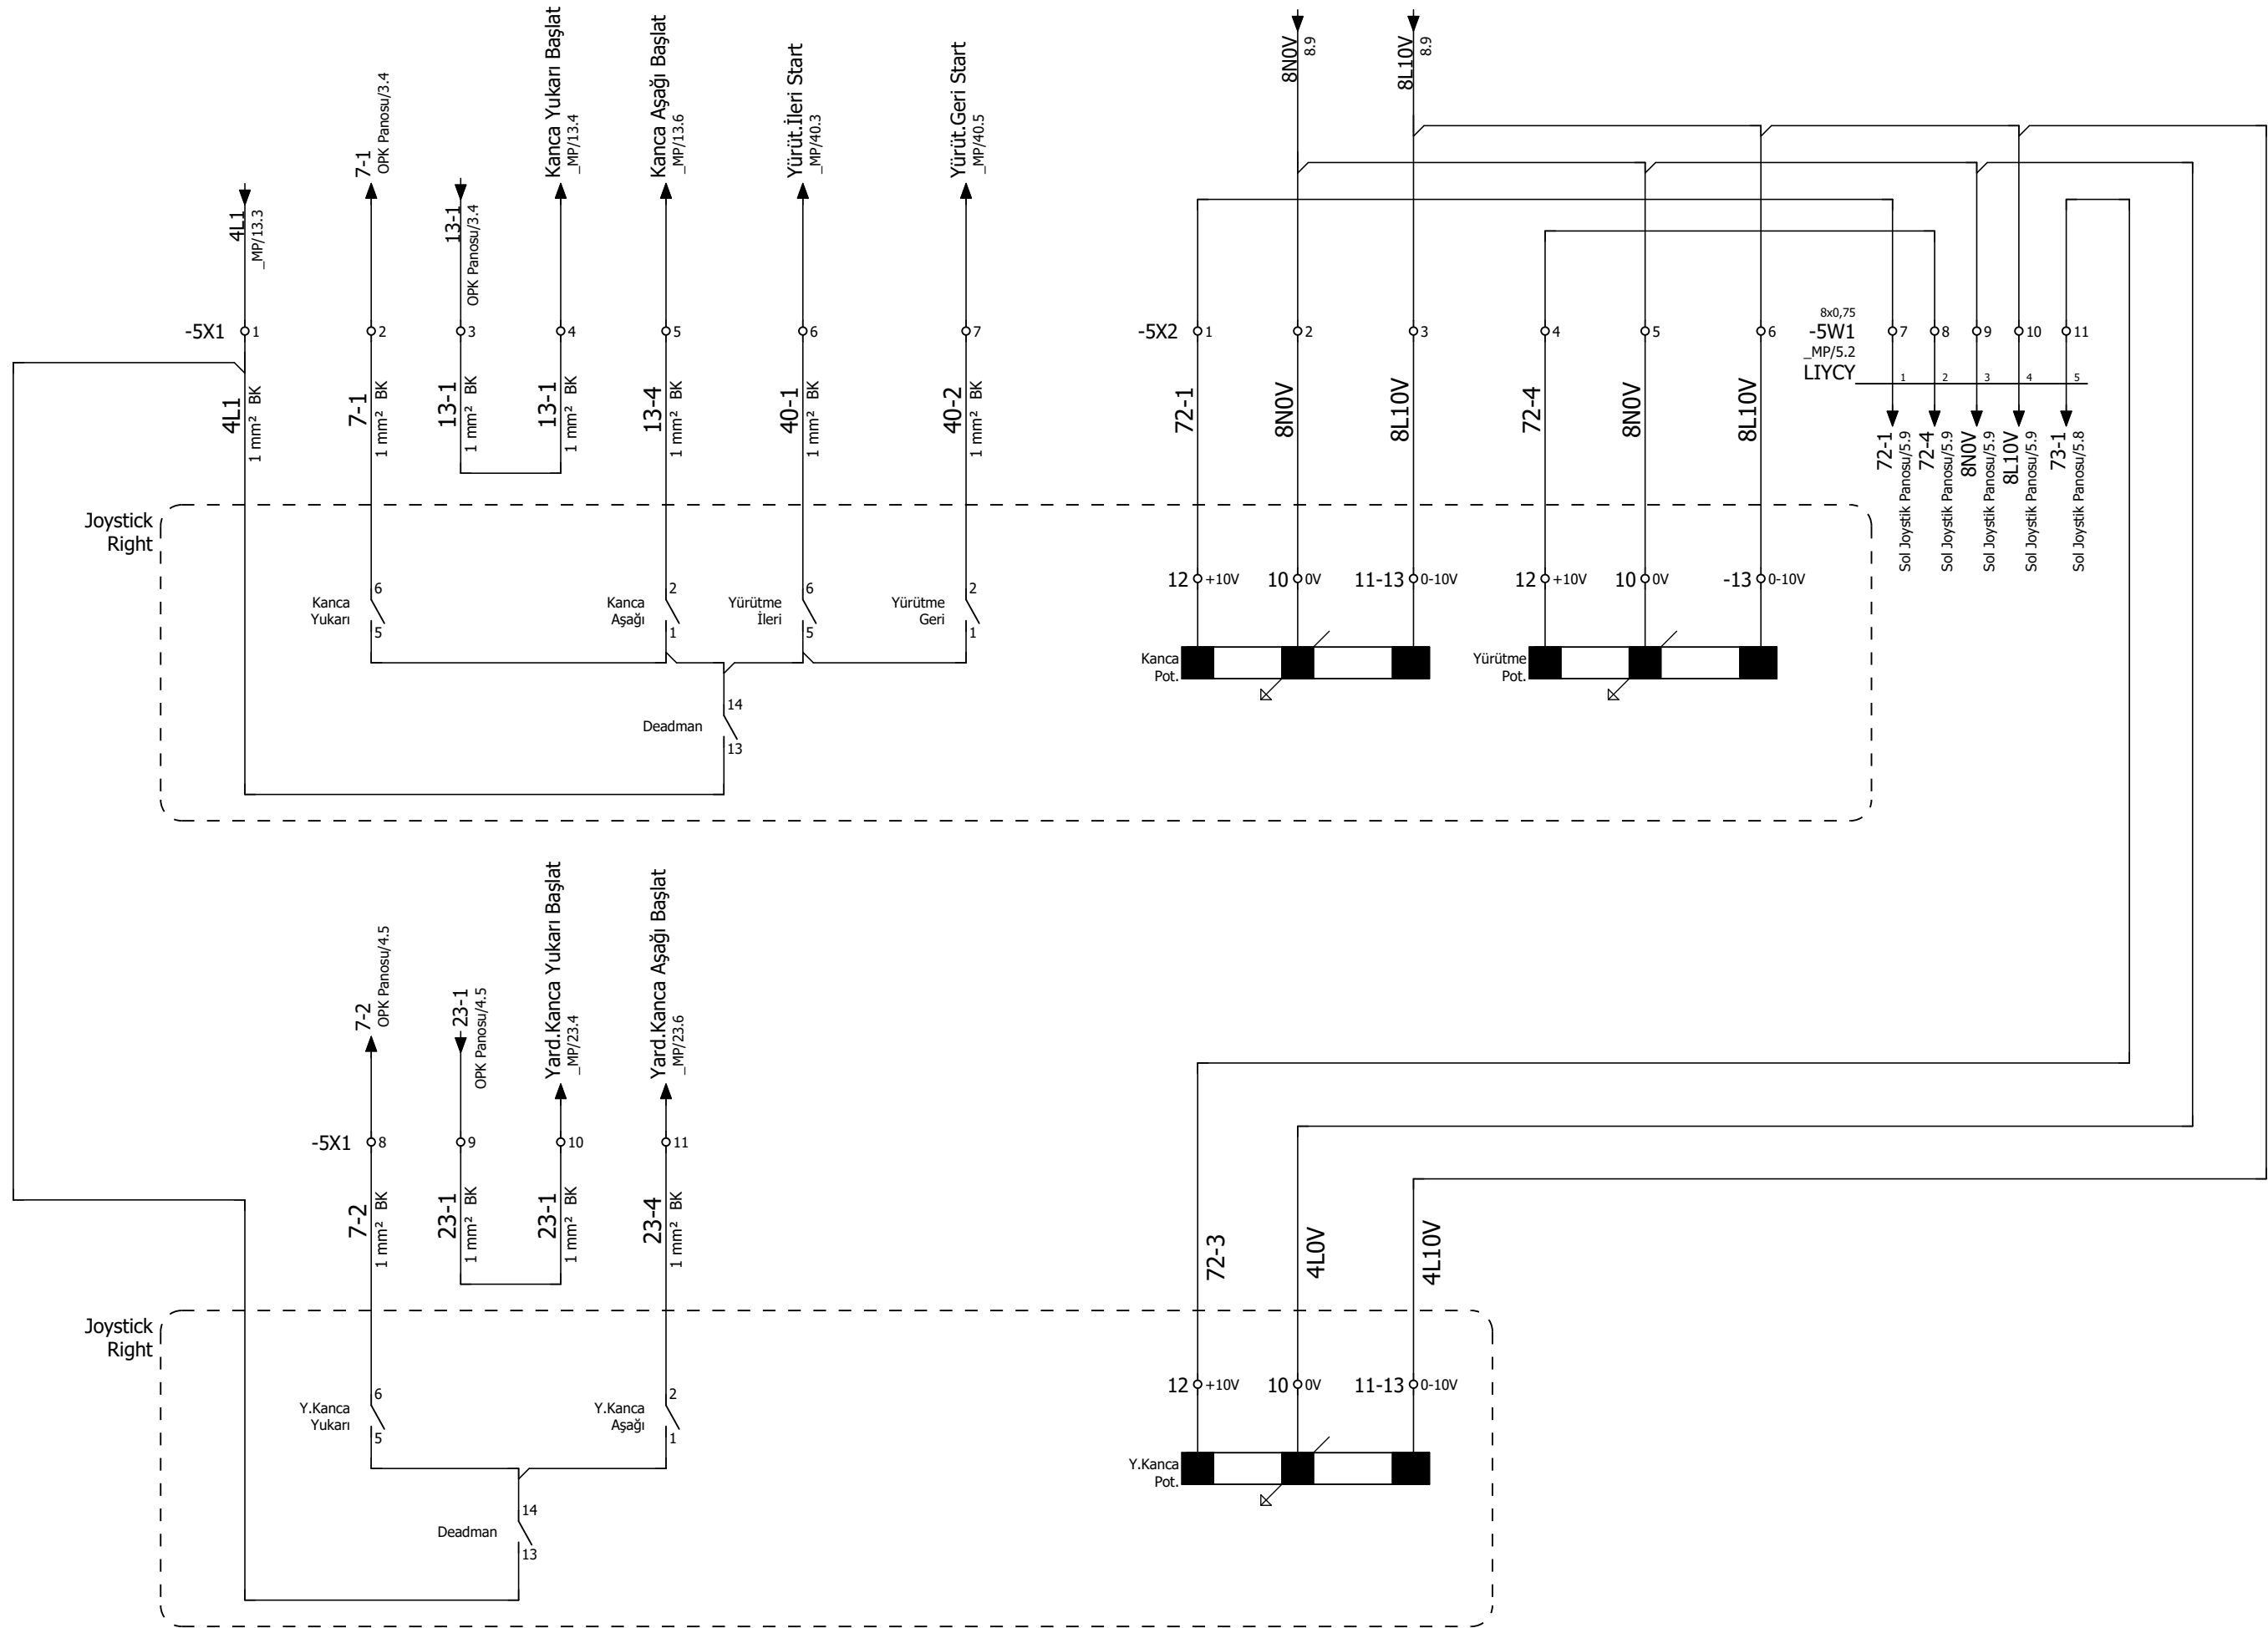 4L1
_MP/13.3
7-1
OPK Panosu/3.4
13-1
OPK Panosu/3.4
Kanca Yukarı Başlat
_MP/13.4
Kanca Aşağı Başlat
_MP/13.6
Yürüt.İleri Start
_MP/40.3
Yürüt.Geri Start
_MP/40.5
8N0V
8.9
8L10V
8.9
-5X1
1
2
3
4
5
6
7
-5X2
1
2
3
4
5
6
8x0,75
-5W1
_MP/5.2
LIYCY
7
8
9
10
11
1
2
3
4
5
4L1
1 mm² BK
7-1
1 mm² BK
13-1
1 mm² BK
13-1
1 mm² BK
13-4
1 mm² BK
40-1
1 mm² BK
40-2
1 mm² BK
72-1
8N0V
8L10V
72-4
8N0V
8L10V
72-1
Sol Joystik Panosu/5.9
72-4
Sol Joystik Panosu/5.9
8N0V
Sol Joystik Panosu/5.9
8L10V
Sol Joystik Panosu/5.9
73-1
Sol Joystik Panosu/5.8
Joystick
Right
Kanca
Yukarı
6
5
Kanca
Aşağı
2
1
Yürütme
İleri
6
5
Yürütme
Geri
2
1
12
+10V
10
0V
11-13
0-10V
12
+10V
10
0V
-13
0-10V
Kanca
Pot.
Yürütme
Pot.
Deadman
14
13
7-2
OPK Panosu/4.5
23-1
OPK Panosu/4.5
Yard.Kanca Yukarı Başlat
_MP/23.4
Yard.Kanca Aşağı Başlat
_MP/23.6
-5X1
8
9
10
11
7-2
1 mm² BK
23-1
1 mm² BK
23-1
1 mm² BK
23-4
1 mm² BK
72-3
4L0V
4L10V
Joystick
Right
Y.Kanca
Yukarı
6
5
Y.Kanca
Aşağı
2
1
12
+10V
10
0V
11-13
0-10V
Y.Kanca
Pot.
Deadman
14
13